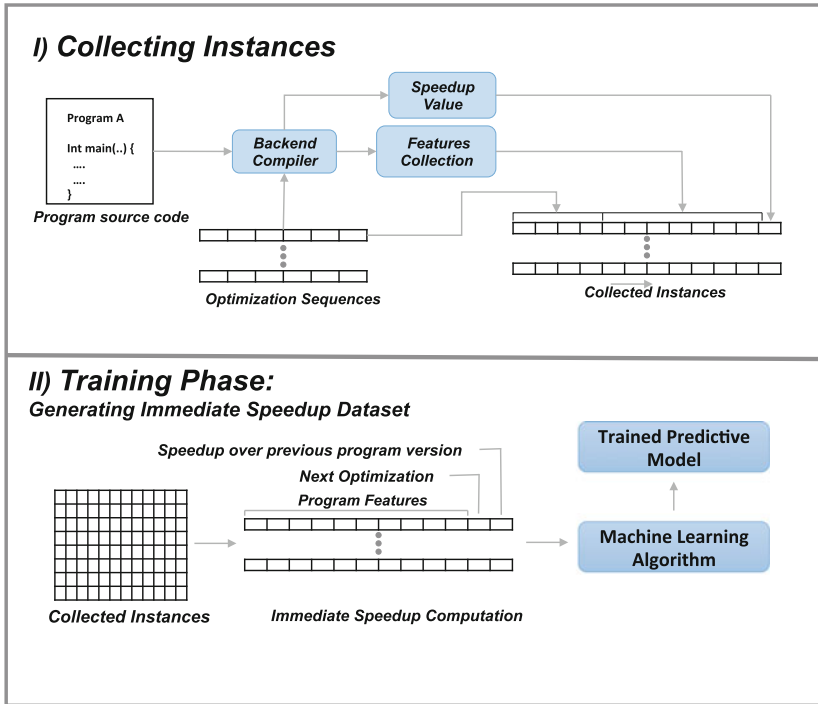 I) Collecting Instances
Program A
Int main(..) {
....
....
}
Program source code
Backend
Compiler
Speedup
Value
Features
Collection
Optimization Sequences
Collected Instances
II) Training Phase:
Generating Immediate Speedup Dataset
Speedup over previous program version
Next Optimization
Program Features
Collected Instances
Immediate Speedup Computation
Trained Predictive
Model
Machine Learning
Algorithm